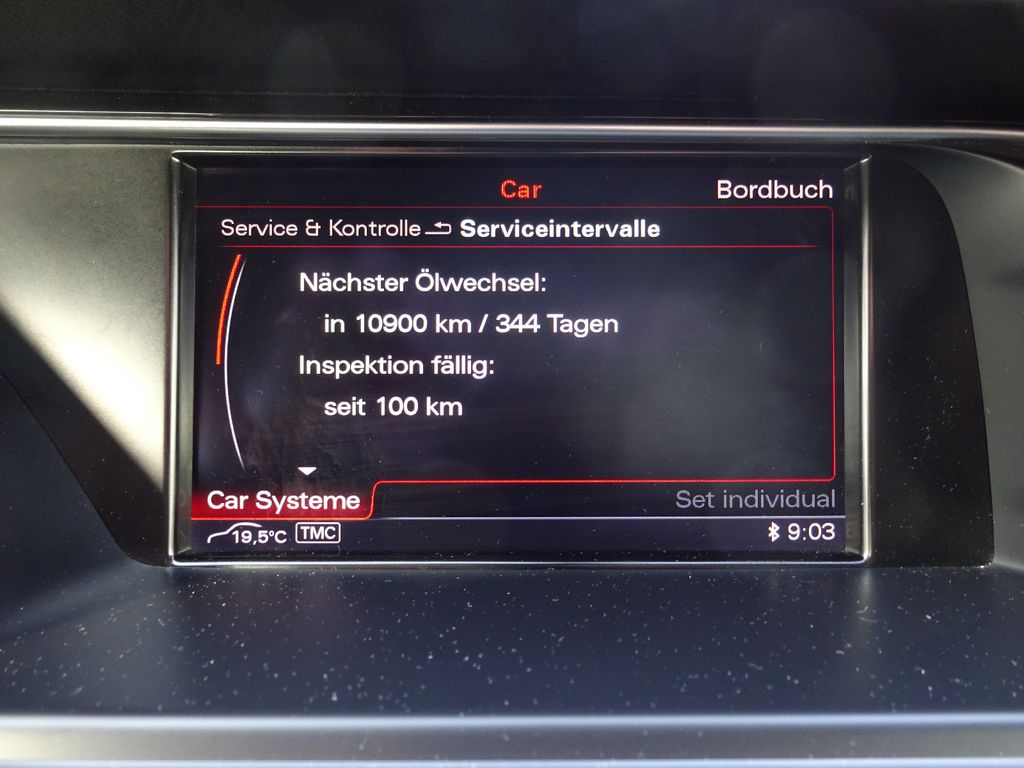 Car
Bordbuch
Service & Kontrolle Serviceintervalle
Nächster Ölwechsel:
in 10900 km / 344 Tagen
Inspektion fällig:
seit 100 km
Car Systeme
Set individual
19,5°C TMC
9:03